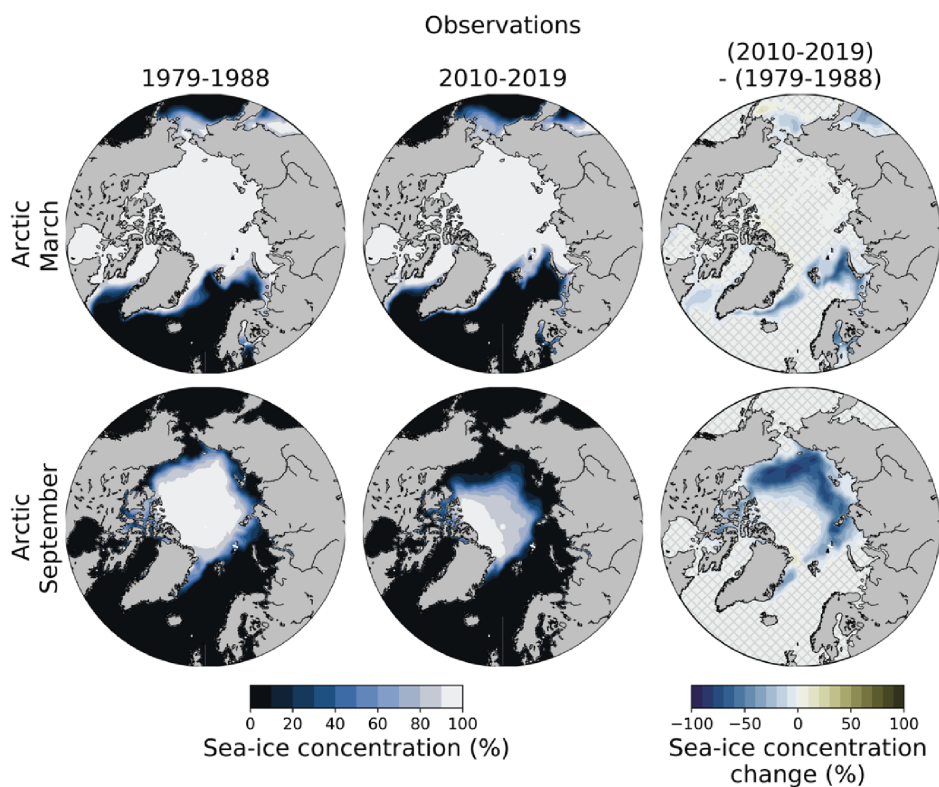 Observations
1979-1988
2010-2019
(2010-2019)
- (1979-1988)
Arctic
March
Arctic
September
0 20 40 60 80 100
Sea-ice concentration (%)
−100 −50 0 50 100
Sea-ice concentration
change (%)